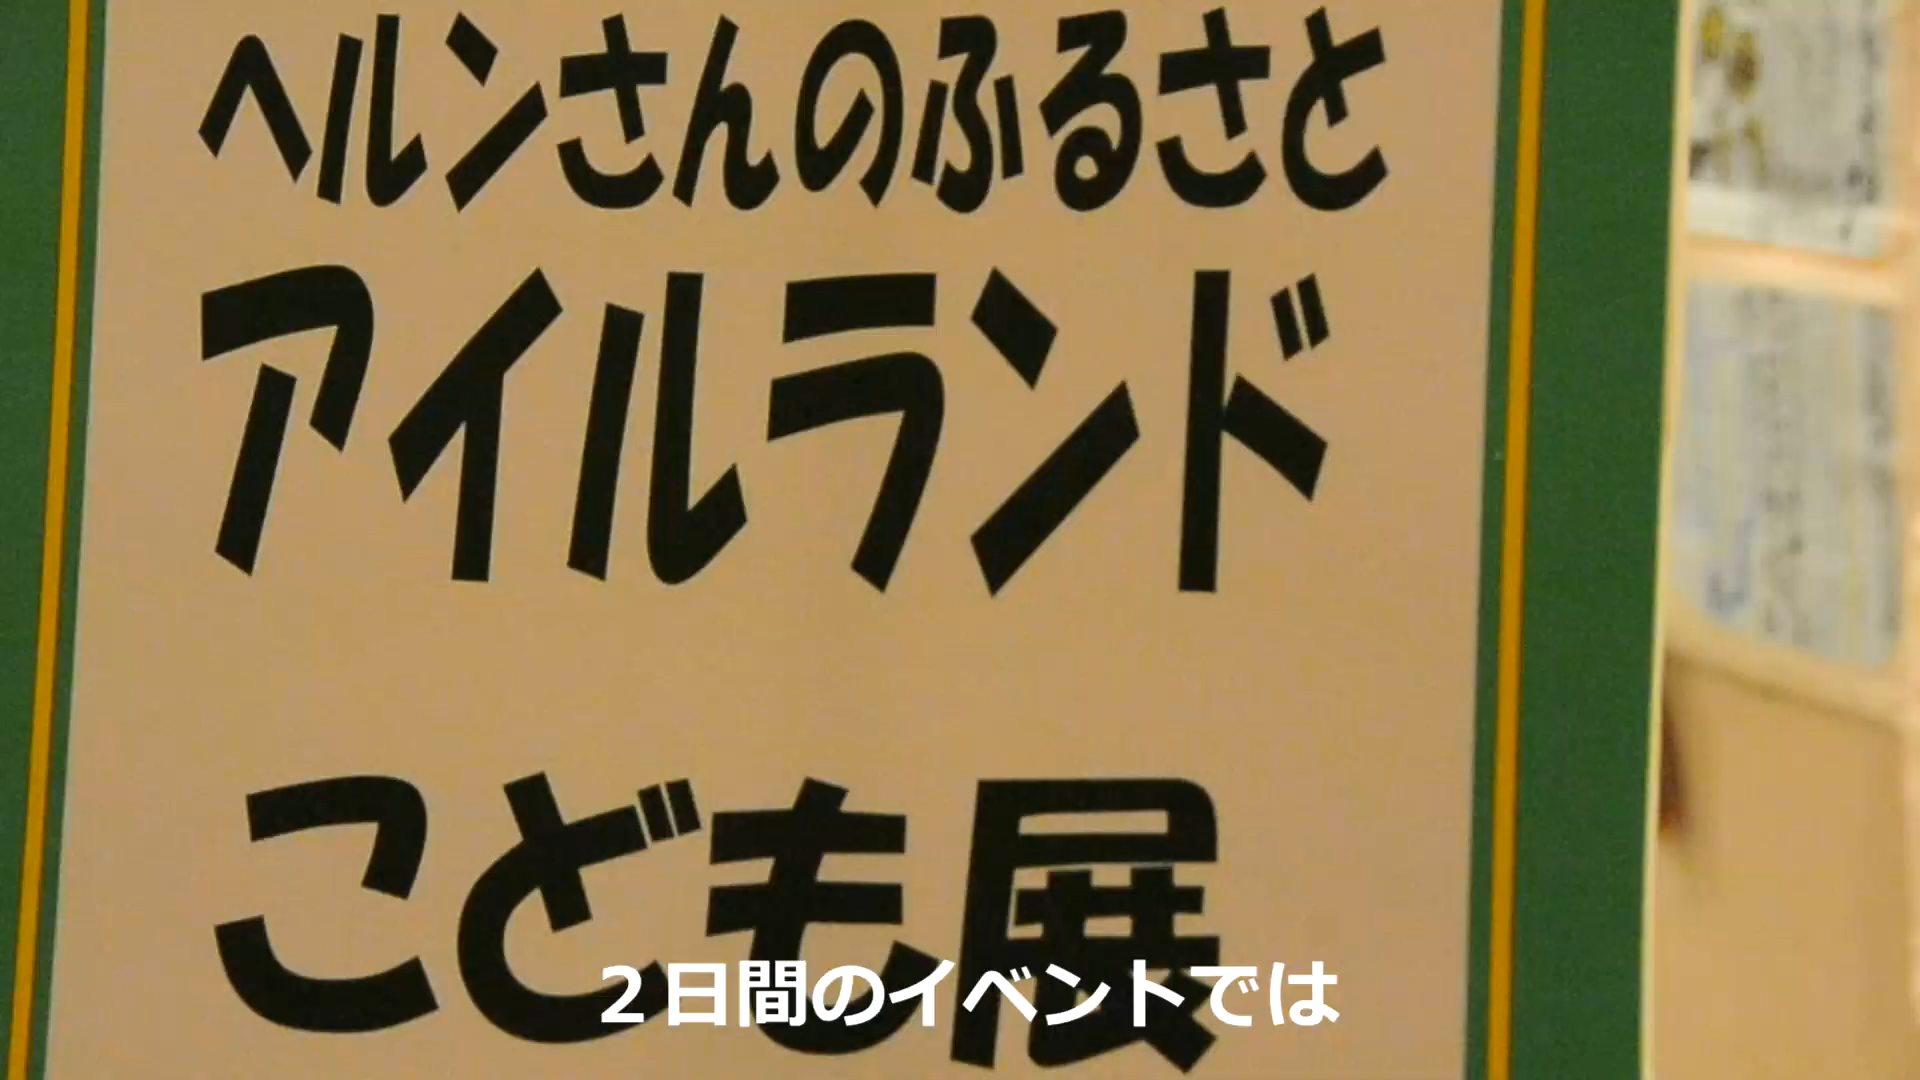 ヘルンさんのふるさと
アイルランド
こども展
２日間のイベントでは